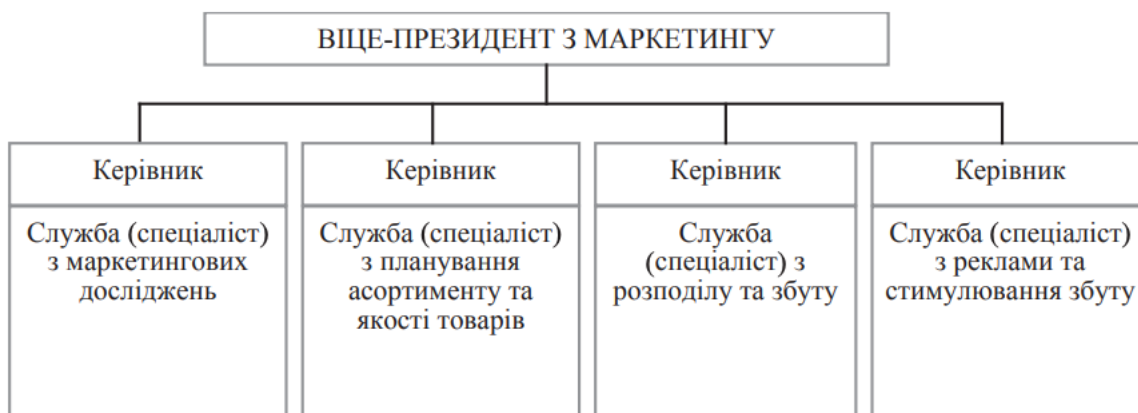 ВІЦЕ-ПРЕЗИДЕНТ З МАРКЕТИНГУ
Керівник
Служба (спеціаліст)
з маркетингових
досліджень
Керівник
Служба (спеціаліст)
з планування
асортименту та
якості товарів
Керівник
Служба
(спеціаліст) з
розподілу та збуту
Керівник
Служба (спеціаліст)
з реклами та
стимулювання збуту